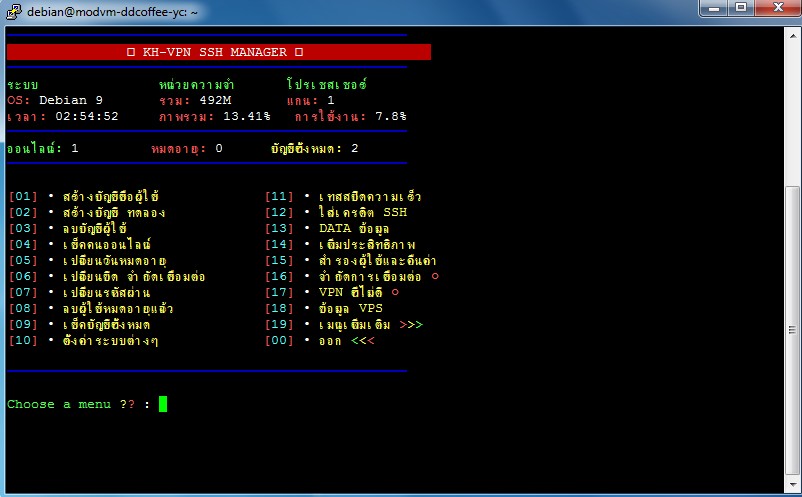 debian@modvm-ddcoffee-yc: ~
KH-VPN SSH MANAGER
ระบบ หน่วยความจำ โปรเซสเซอร์
OS: Debian 9 รวม: 492M แกน: 1
เวลา: 02:54:52 ภาพรวม: 13.41% การใช้งาน: 7.8%
ออนไลน์: 1 หมดอายุ: 0 บัญชีทั้งหมด: 2
[01] • สร้างบัญชีชื่อผู้ใช้ [11] • เทสสปีดความเร็ว
[02] • สร้างบัญชี ทดลอง [12] • ใส่เครดิต SSH
[03] • ลบบัญชีผู้ใช้ [13] • DATA ข้อมูล
[04] • เช็คคนออนไลน์ [14] • เพิ่มประสิทธิภาพ
[05] • เปลี่ยนวันหมดอายุ [15] • สำรองผู้ใช้และคืนค่า
[06] • เปลี่ยนขีด จำกัดเชื่อมต่อ [16] • จำกัดการเชื่อมต่อ ○
[07] • เปลี่ยนรหัสผ่าน [17] • VPN ที่ไม่ดี ○
[08] • ลบผู้ใช้หมดอายุแล้ว [18] • ข้อมูล VPS
[09] • เช็คบัญชีทั้งหมด [19] • เมนูเพิ่มเติม >>>
[10] • ตั้งค่าระบบต่างๆ [00] • ออก <<<
Choose a menu ?? :